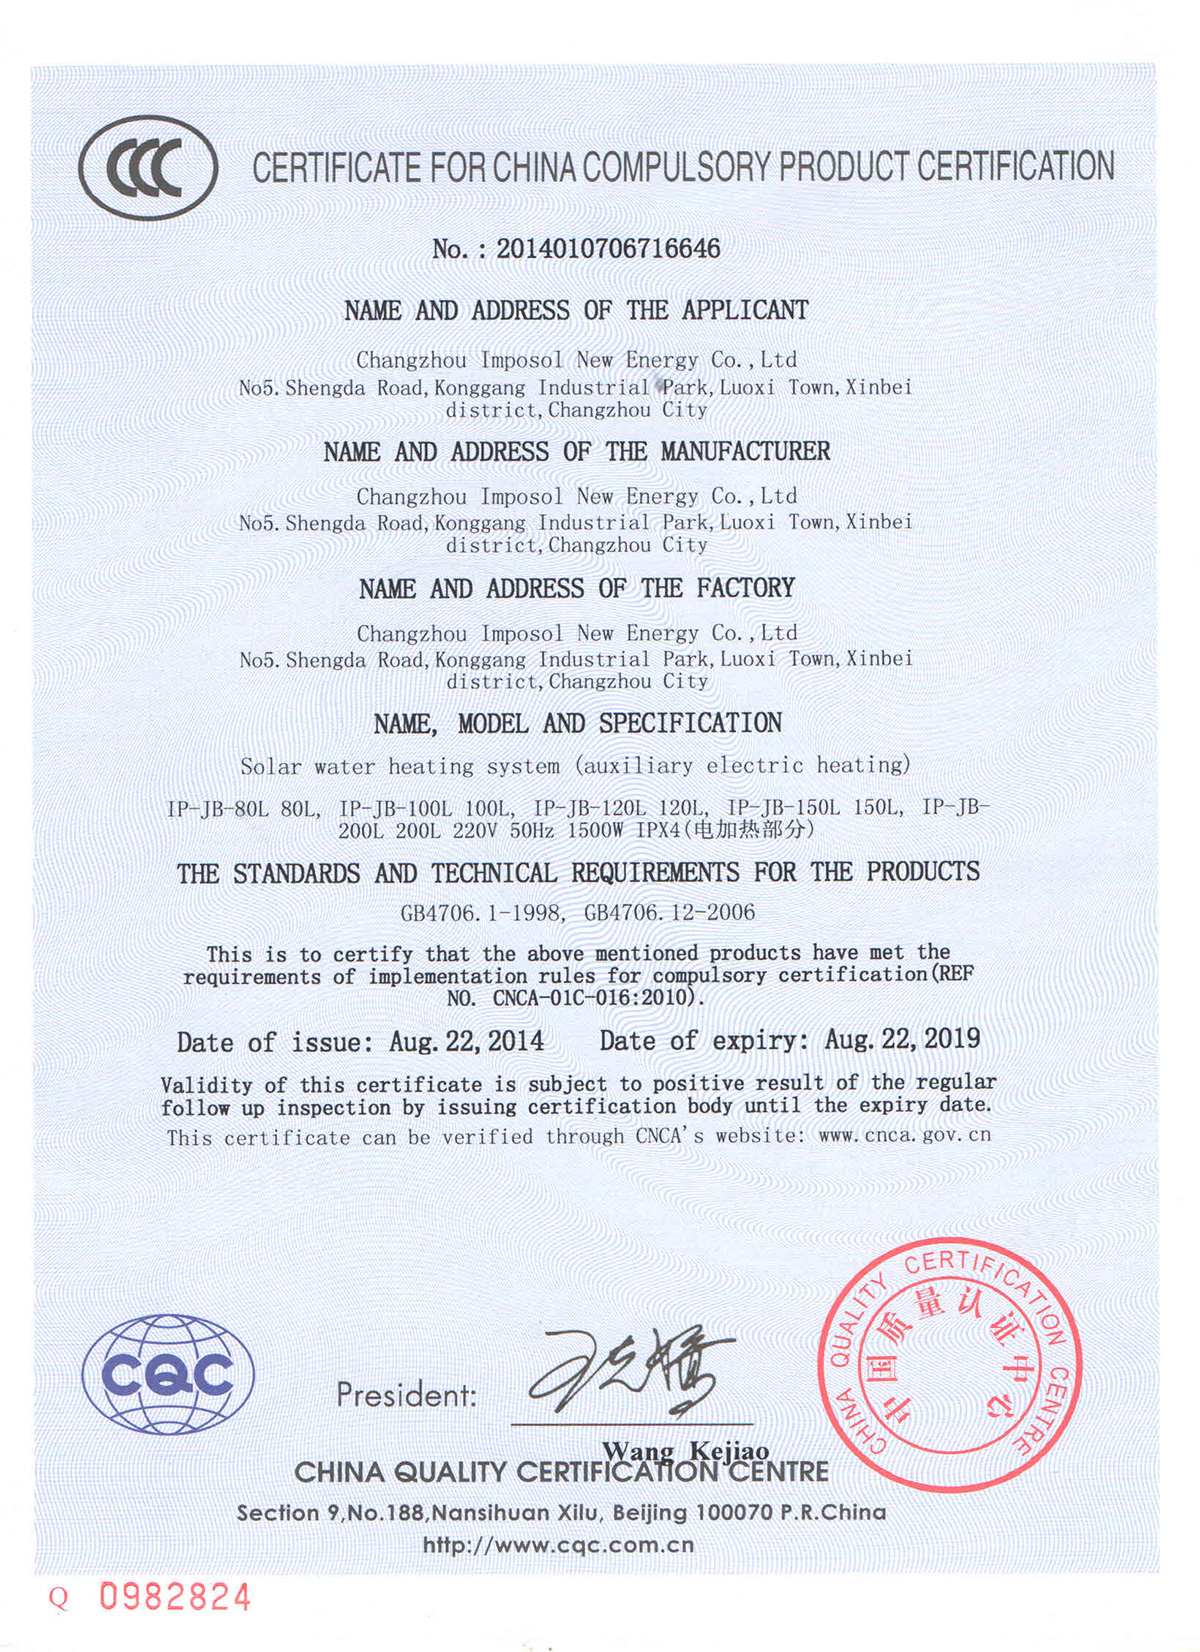 CCC CERTIFICATE FOR CHINA COMPULSORY PRODUCT CERTIFICATION
No. : 2014010706716646
NAME AND ADDRESS OF THE APPLICANT
Changzhou Imposol New Energy Co.,Ltd
No5. Shengda Road, Konggang Industrial Park, Luoxi Town, Xinbei
district, Changzhou City
NAME AND ADDRESS OF THE MANUFACTURER
Changzhou Imposol New Energy Co.,Ltd
No5. Shengda Road, Konggang Industrial Park, Luoxi Town, Xinbei
district, Changzhou City
NAME AND ADDRESS OF THE FACTORY
Changzhou Imposol New Energy Co.,Ltd
No5. Shengda Road, Konggang Industrial Park, Luoxi Town, Xinbei
district, Changzhou City
NAME, MODEL AND SPECIFICATION
Solar water heating system (auxiliary electric heating)
IP-JB-80L 80L, IP-JB-100L 100L, IP-JB-120L 120L, IP-JB-150L 150L, IP-JB-
200L 200L 220V 50Hz 1500W IPX4(电加热部分)
THE STANDARDS AND TECHNICAL REQUIREMENTS FOR THE PRODUCTS
GB4706.1-1998, GB4706.12-2006
This is to certify that the above mentioned products have met the
requirements of implementation rules for compulsory certification(REF
NO. CNCA-01C-016:2010).
Date of issue: Aug. 22, 2014 Date of expiry: Aug. 22, 2019
Validity of this certificate is subject to positive result of the regular
follow up inspection by issuing certification body until the expiry date.
This certificate can be verified through CNCA's website: www.cnca.gov.cn
CHINA QUALITY CERTIFICATION CENTRE
中国质量认证中心
CQC
President: 王克娇
Wang Kejiao
CHINA QUALITY CERTIFICATION CENTRE
Section 9,No.188,Nansihuan Xilu, Beijing 100070 P.R.China
http://www.cqc.com.cn
Q 0982824